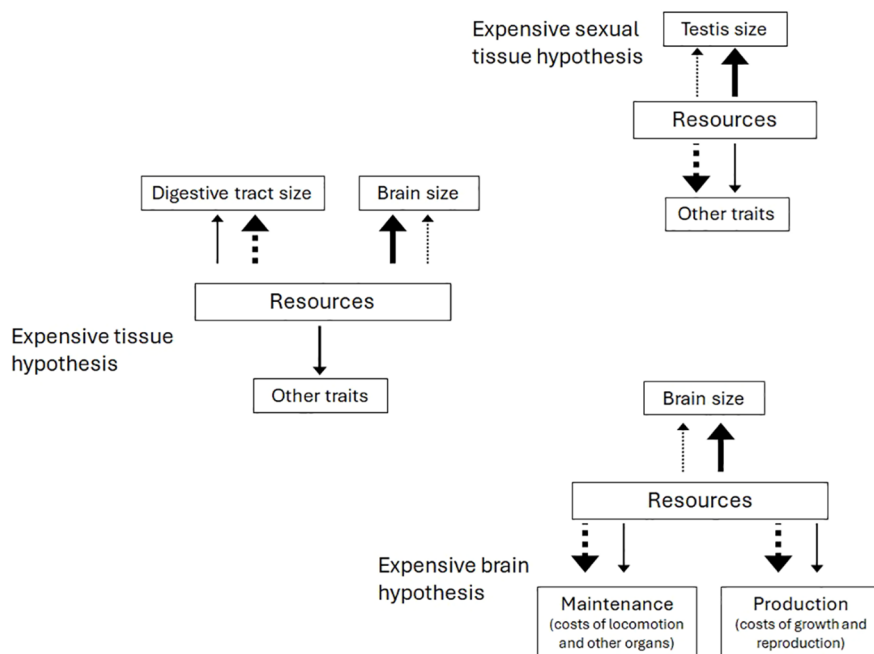 Expensive sexual
tissue hypothesis
Testis size
Resources
Other traits
Digestive tract size
Brain size
Resources
Expensive tissue
hypothesis
Other traits
Brain size
Resources
Expensive brain
hypothesis
Maintenance
(costs of locomotion
and other organs)
Production
(costs of growth and
reproduction)